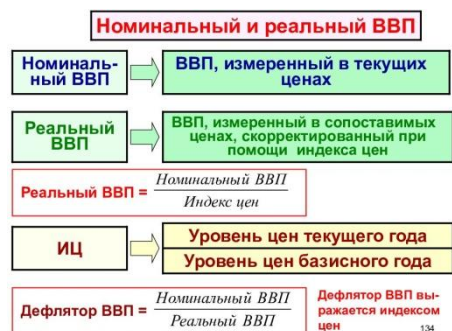 Номинальный и реальный ВВП
Номиналь-
ный ВВП
ВВП, измеренный в текущих
ценах
Реальный
ВВП
ВВП, измеренный в сопоставимых
ценах, скорректированный при
помощи индекса цен
Реальный ВВП = Номинальный ВВП
Индекс цен
ИЦ
Уровень цен текущего года
Уровень цен базисного года
Дефлятор ВВП = Номинальный ВВП
Реальный ВВП
Дефлятор ВВП вы-
ражается индексом
цен
134